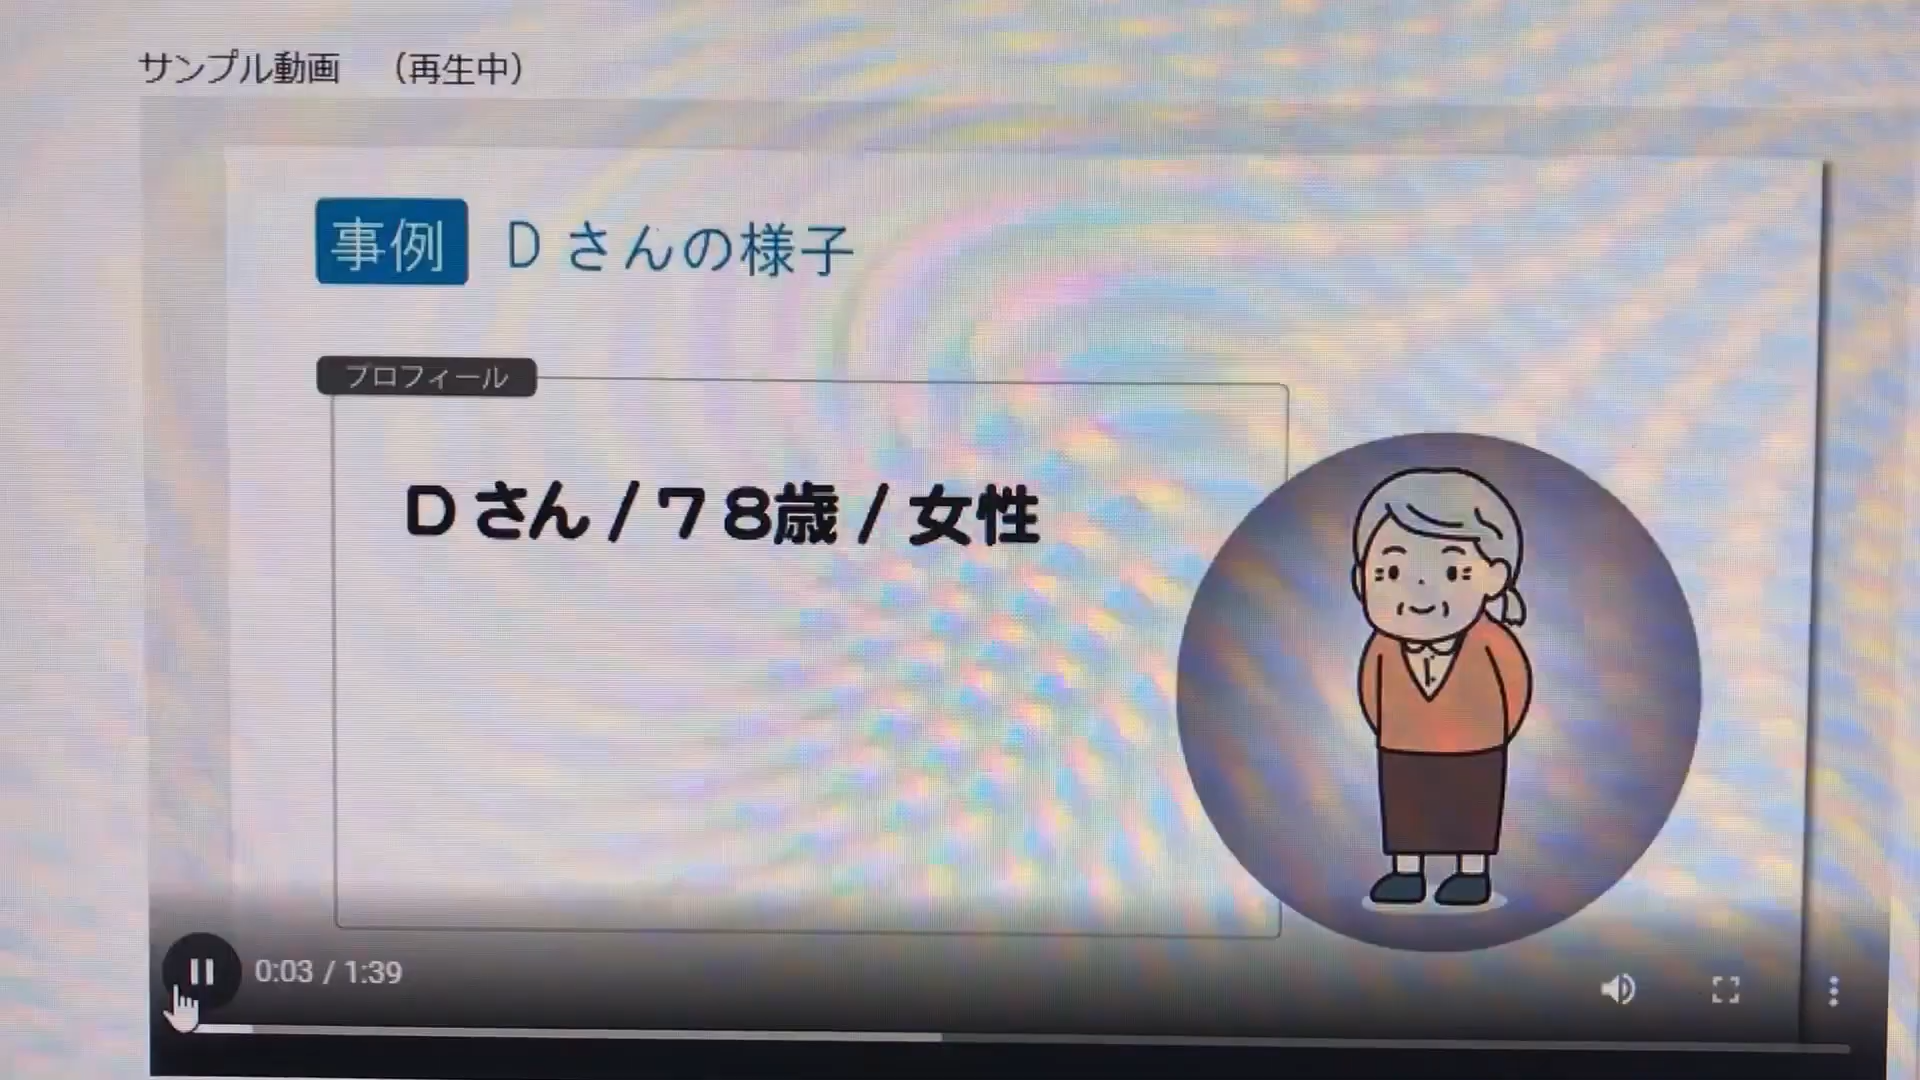 サンプル動画　（再生中）
事例　D さんの様子
プロフィール
D さん / ７８歳 / 女性
0:03 / 1:39